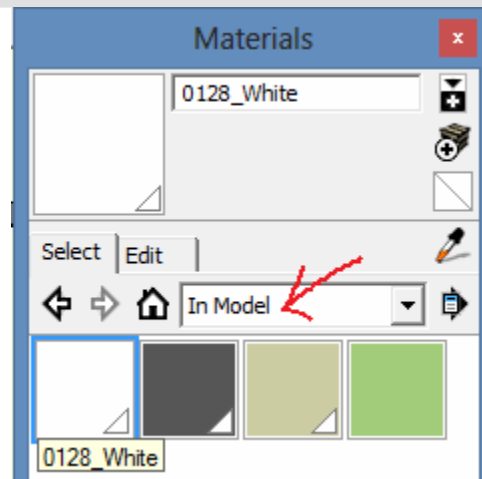 Materials
x
0128_White
Select Edit
In Model
0128_White